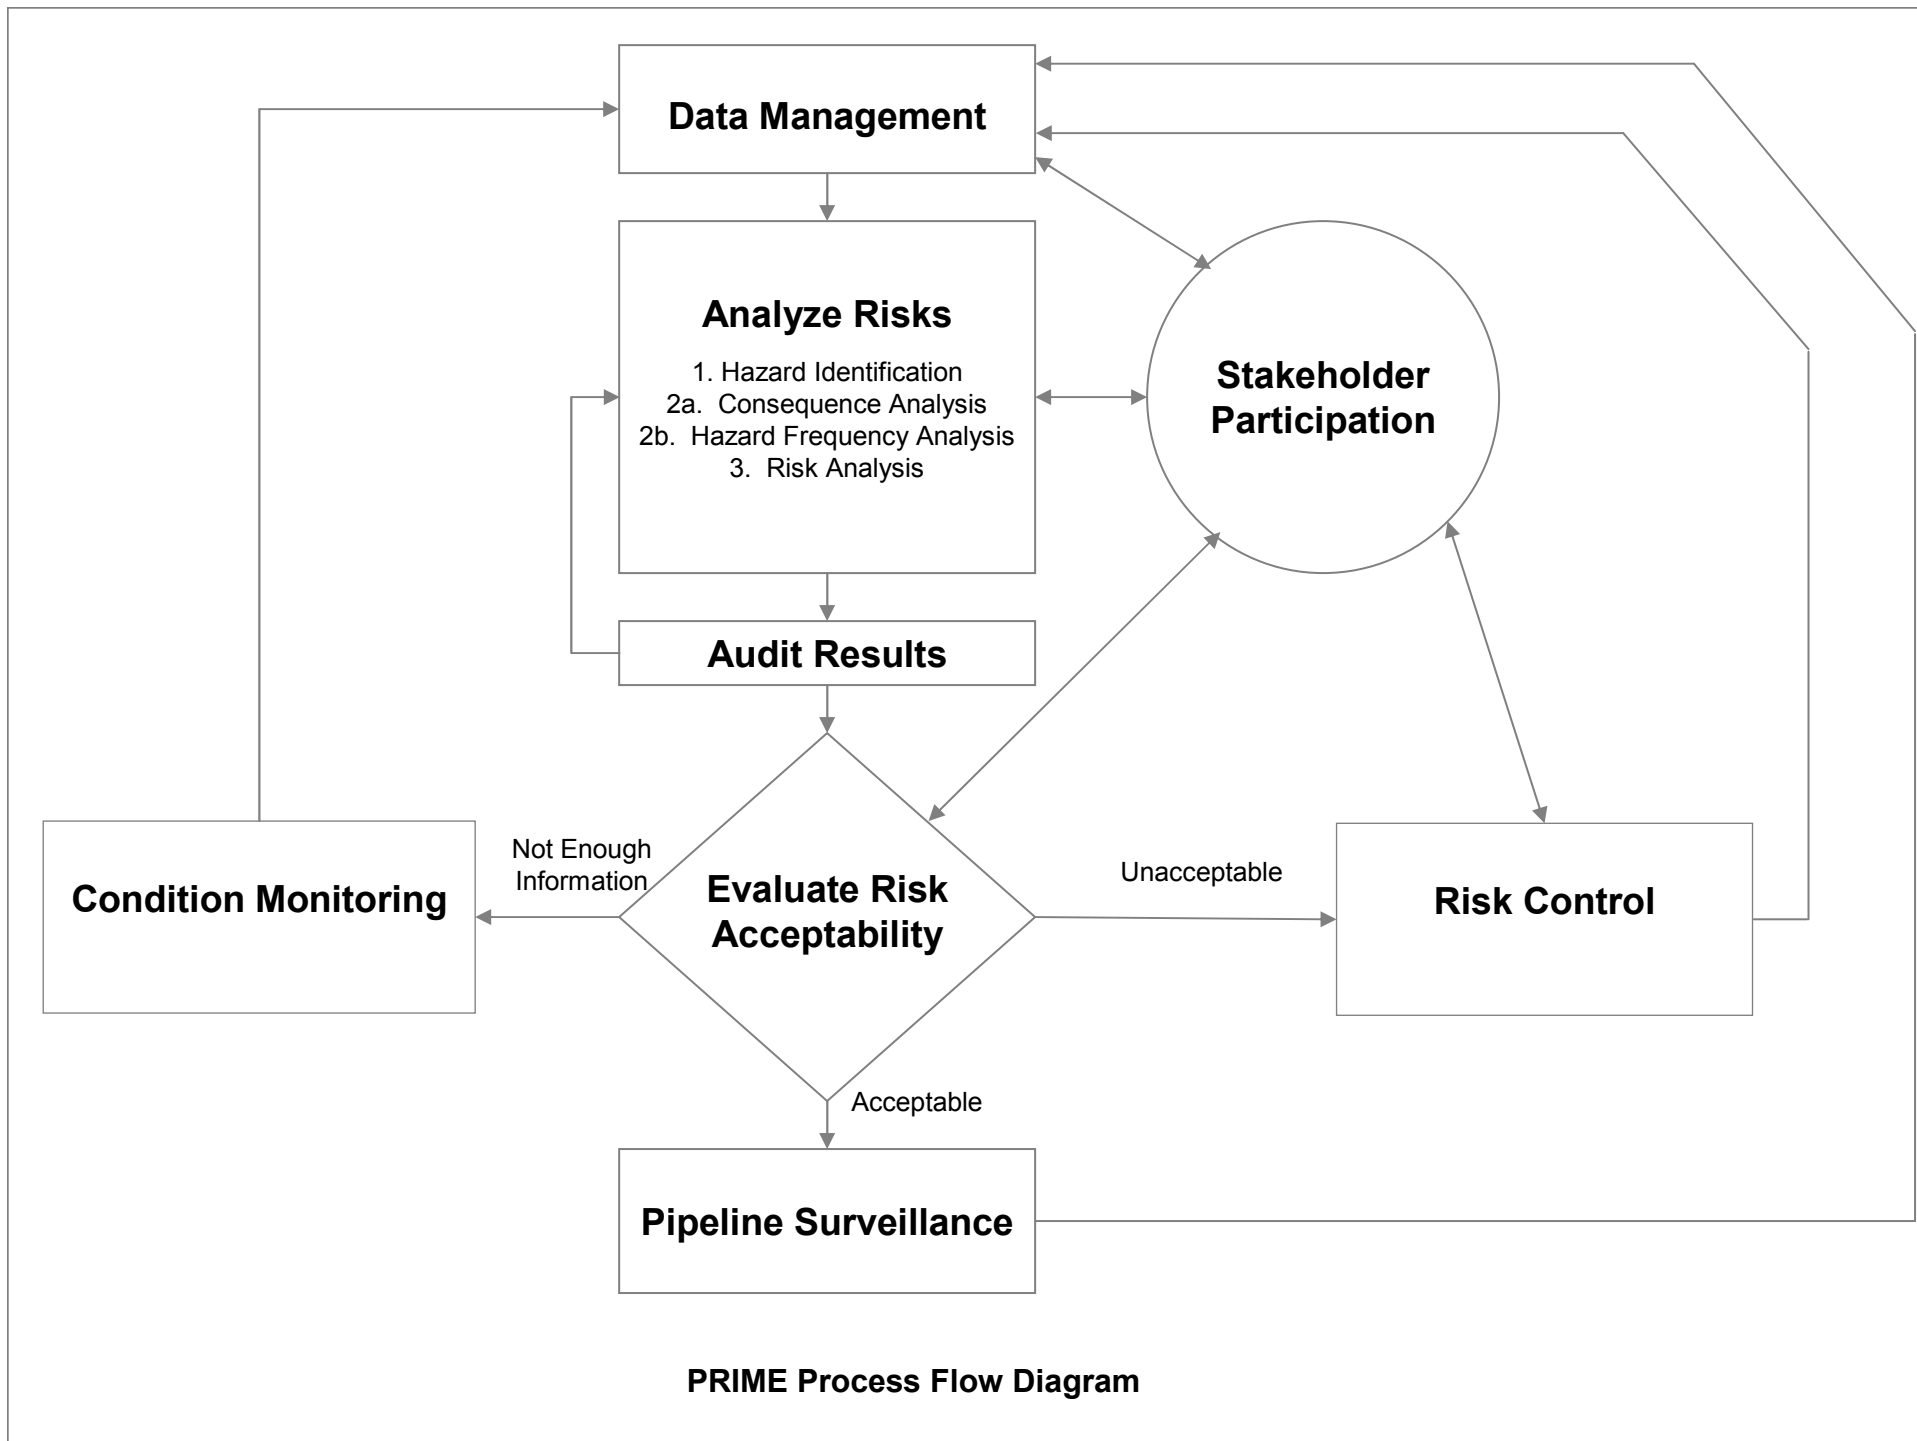 Data Management
Analyze Risks
1. Hazard Identification
2a.  Consequence Analysis
2b.  Hazard Frequency Analysis
3.  Risk Analysis
Stakeholder
Participation
Audit Results
Not Enough
Information
Condition Monitoring
Evaluate Risk
Acceptability
Unacceptable
Risk Control
Acceptable
Pipeline Surveillance
PRIME Process Flow Diagram